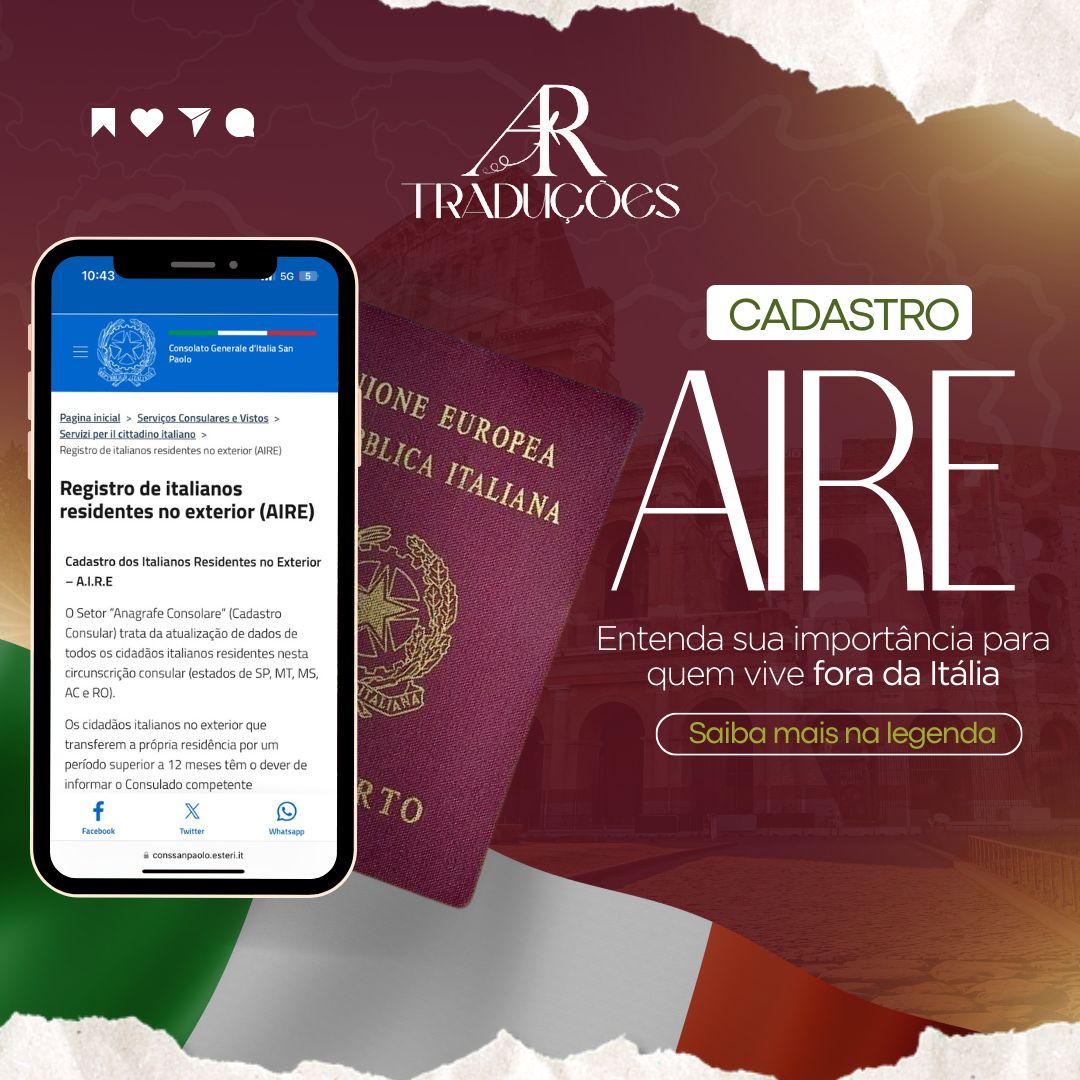 AR
TRADUÇÕES
10:43
5G 5
Consolato Generale d'Italia San
Paolo
Pagina inicial > Serviços Consulares e Vistos >
Servizi per il cittadino italiano >
Registro de italianos residentes no exterior (AIRE)
Registro de italianos
residentes no exterior (AIRE)
Cadastro dos Italianos Residentes no Exterior
– A.I.R.E
O Setor "Anagrafe Consolare" (Cadastro
Consular) trata da atualização de dados de
todos os cidadãos italianos residentes nesta
circunscrição consular (estados de SP, MT, MS,
AC e RO).
Os cidadãos italianos no exterior que
transferem a própria residência por um
período superior a 12 meses têm o dever de
informar o Consulado competente
Facebook
Twitter
Whatsapp
conssanpaolo.esteri.it
NIONE EUROPEA
BBLICA ITALIANA
RTO
CADASTRO
AIRE
Entenda sua importância para
quem vive fora da Itália
Saiba mais na legenda